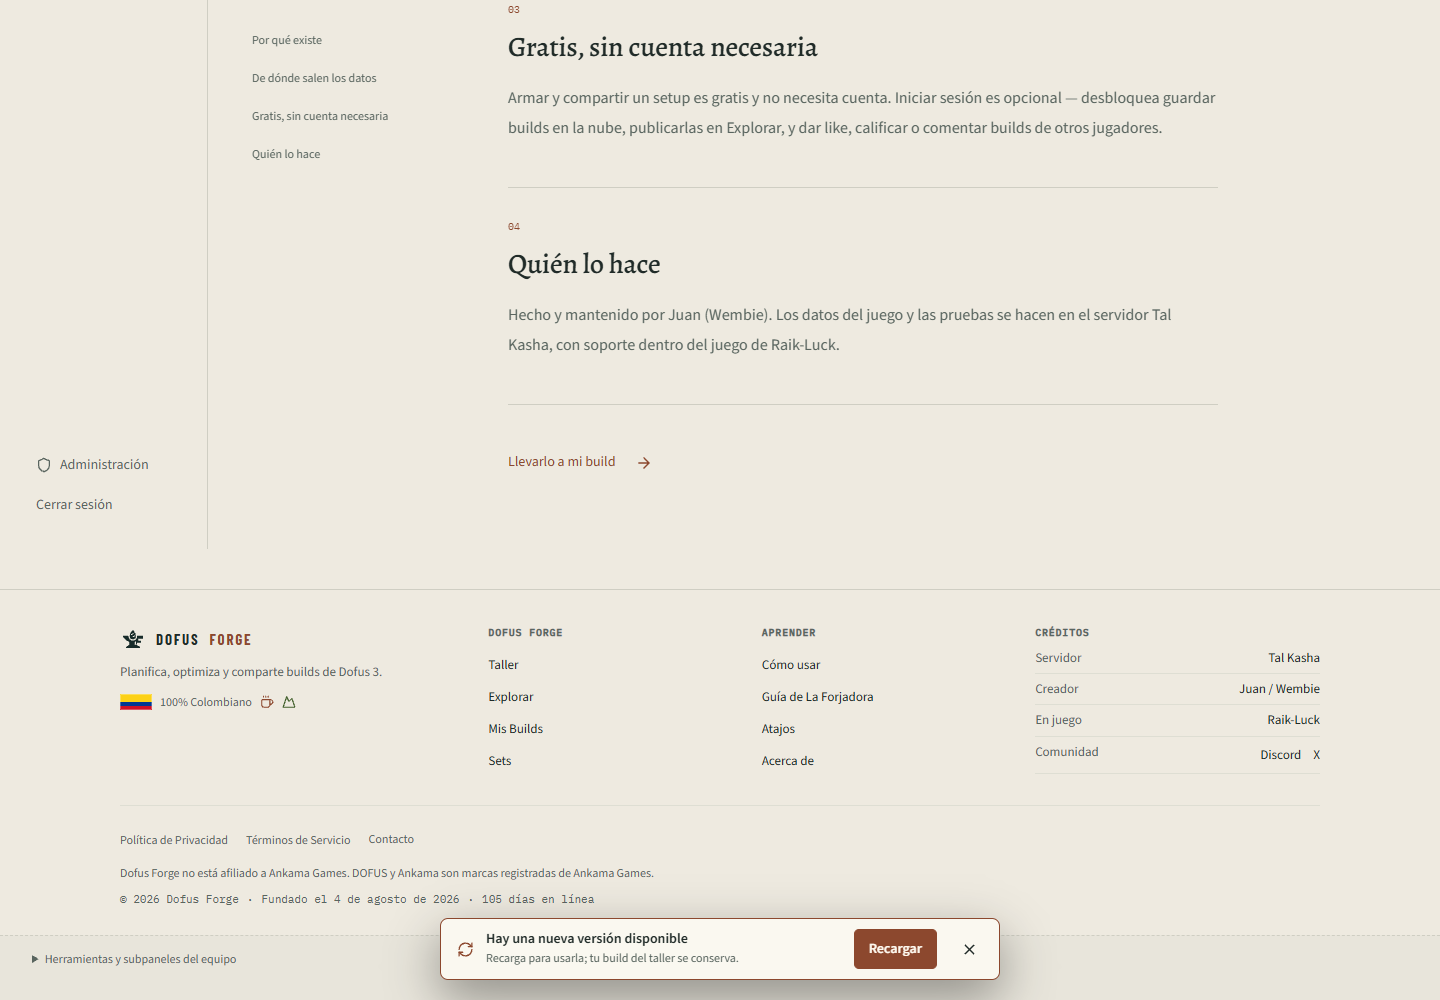 Por qué existe
De dónde salen los datos
Gratis, sin cuenta necesaria
Quién lo hace
03
Gratis, sin cuenta necesaria
Armar y compartir un setup es gratis y no necesita cuenta. Iniciar sesión es opcional — desbloquea guardar
builds en la nube, publicarlas en Explorar, y dar like, calificar o comentar builds de otros jugadores.
04
Quién lo hace
Hecho y mantenido por Juan (Wembie). Los datos del juego y las pruebas se hacen en el servidor Tal
Kasha, con soporte dentro del juego de Raik-Luck.
Llevarlo a mi build
Administración
Cerrar sesión
DOFUS FORGE
Planifica, optimiza y comparte builds de Dofus 3.
100% Colombiano
DOFUS FORGE
Taller
Explorar
Mis Builds
Sets
APRENDER
Cómo usar
Guía de La Forjadora
Atajos
Acerca de
CRÉDITOS
Servidor Tal Kasha
Creador Juan / Wembie
En juego Raik-Luck
Comunidad Discord X
Política de Privacidad Términos de Servicio Contacto
Dofus Forge no está afiliado a Ankama Games. DOFUS y Ankama son marcas registradas de Ankama Games.
© 2026 Dofus Forge · Fundado el 4 de agosto de 2026 · 105 días en línea
Hay una nueva versión disponible
Recarga para usarla; tu build del taller se conserva.
Recargar
Herramientas y subpaneles del equipo